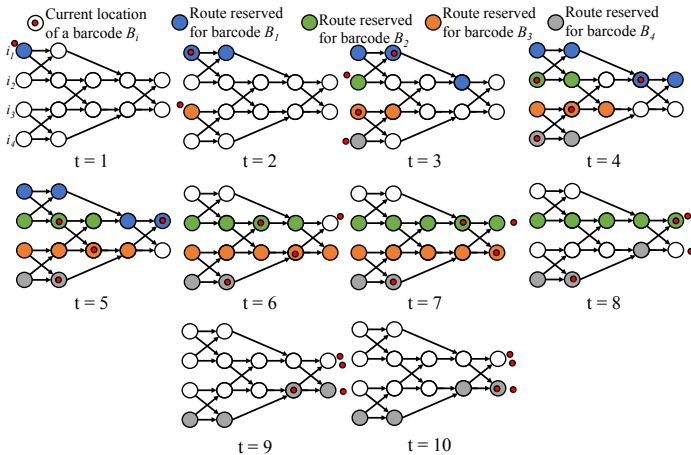 Current location
of a barcode Bi
Route reserved
for barcode B1
Route reserved
for barcode B2
Route reserved
for barcode B3
Route reserved
for barcode B4
i1
i2
i3
i4
t = 1
t = 2
t = 3
t = 4
t = 5
t = 6
t = 7
t = 8
t = 9
t = 10